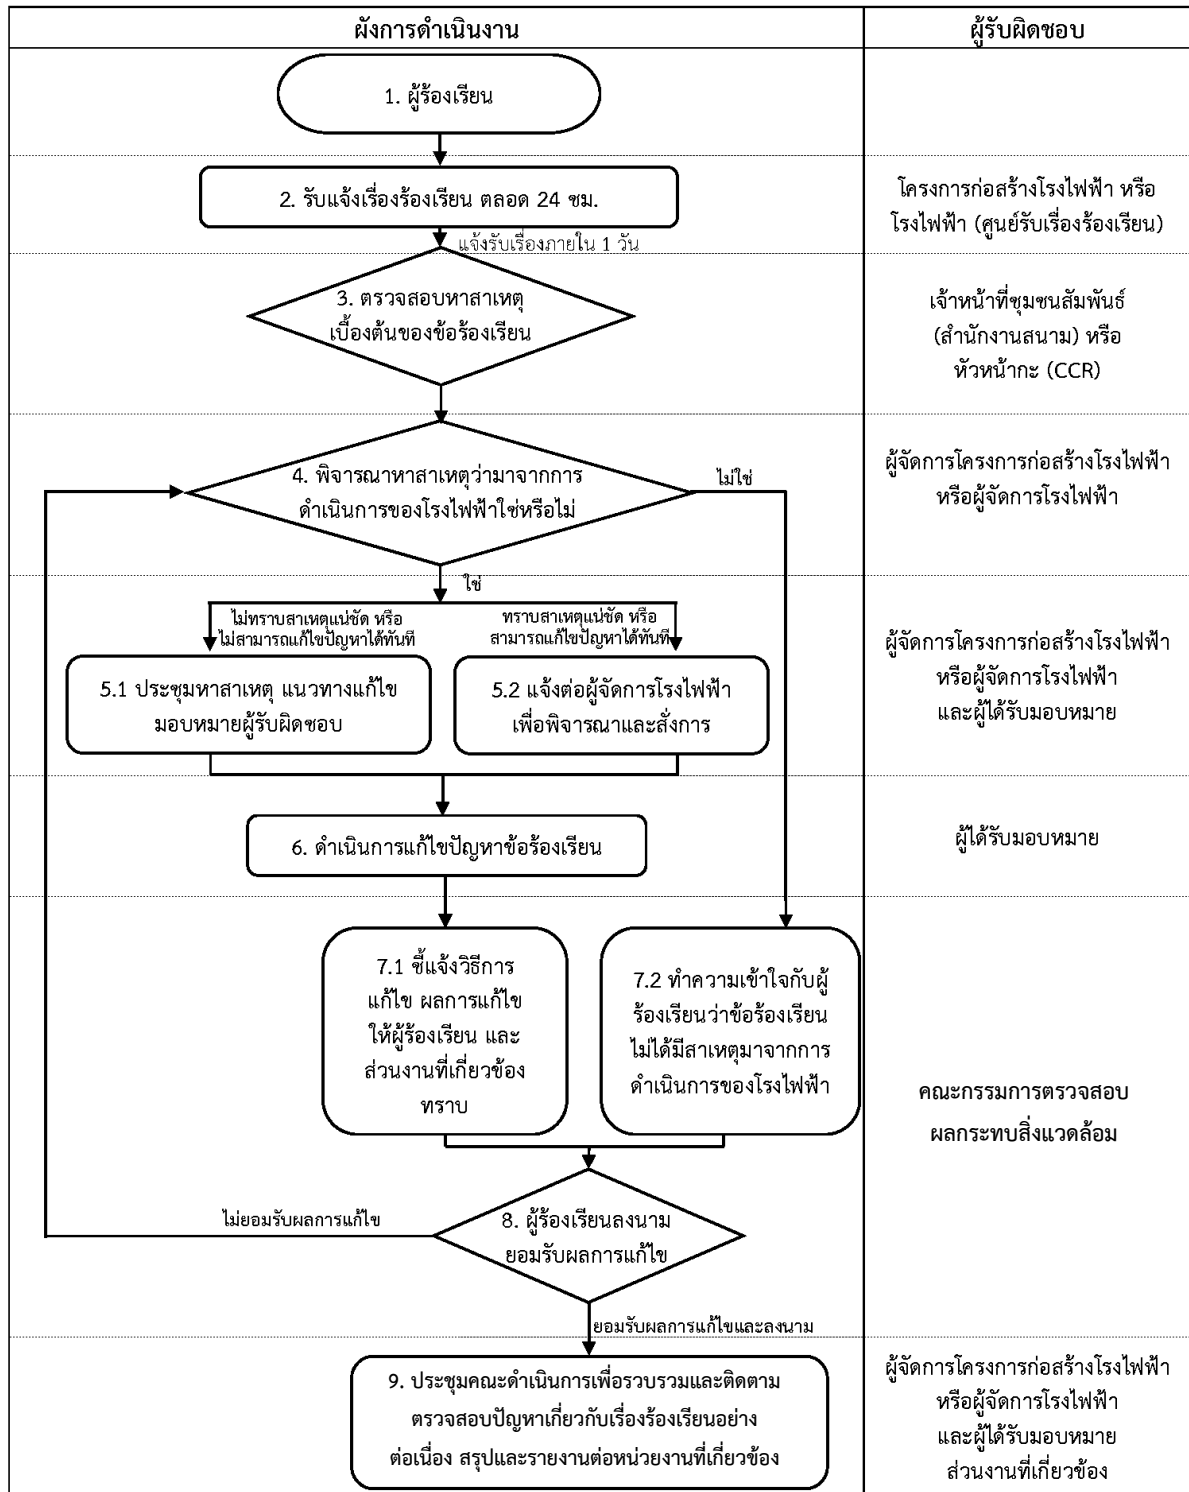 ผังการดำเนินงาน
ผู้รับผิดชอบ
1. ผู้ร้องเรียน
2. รับแจ้งเรื่องร้องเรียน ตลอด 24 ชม.
โครงการก่อสร้างโรงไฟฟ้า หรือ
โรงไฟฟ้า (ศูนย์รับเรื่องร้องเรียน)
แจ้งรับเรื่องภายใน 1 วัน
3. ตรวจสอบหาสาเหตุ
เบื้องต้นของข้อร้องเรียน
เจ้าหน้าที่ชุมชนสัมพันธ์
(สำนักงานสนาม) หรือ
หัวหน้ากะ (CCR)
4. พิจารณาหาสาเหตุว่ามาจากการ
ดำเนินการของโรงไฟฟ้าใช่หรือไม่
ไม่ใช่
ผู้จัดการโครงการก่อสร้างโรงไฟฟ้า
หรือผู้จัดการโรงไฟฟ้า
ใช่
ไม่ทราบสาเหตุแน่ชัด หรือ
ไม่สามารถแก้ไขปัญหาได้ทันที
ทราบสาเหตุแน่ชัด หรือ
สามารถแก้ไขปัญหาได้ทันที
5.1 ประชุมหาสาเหตุ แนวทางแก้ไข
มอบหมายผู้รับผิดชอบ
5.2 แจ้งต่อผู้จัดการโรงไฟฟ้า
เพื่อพิจารณาและสั่งการ
ผู้จัดการโครงการก่อสร้างโรงไฟฟ้า
หรือผู้จัดการโรงไฟฟ้า
และผู้ได้รับมอบหมาย
6. ดำเนินการแก้ไขปัญหาข้อร้องเรียน
ผู้ได้รับมอบหมาย
7.1 ชี้แจ้งวิธีการ
แก้ไข ผลการแก้ไข
ให้ผู้ร้องเรียน และ
ส่วนงานที่เกี่ยวข้อง
ทราบ
7.2 ทำความเข้าใจกับผู้
ร้องเรียนว่าข้อร้องเรียน
ไม่ได้มีสาเหตุมาจากการ
ดำเนินการของโรงไฟฟ้า
คณะกรรมการตรวจสอบ
ผลกระทบสิ่งแวดล้อม
ไม่ยอมรับผลการแก้ไข
8. ผู้ร้องเรียนลงนาม
ยอมรับผลการแก้ไข
ยอมรับผลการแก้ไขและลงนาม
9. ประชุมคณะดำเนินการเพื่อรวบรวมและติดตาม
ตรวจสอบปัญหาเกี่ยวกับเรื่องร้องเรียนอย่าง
ต่อเนื่อง สรุปและรายงานต่อหน่วยงานที่เกี่ยวข้อง
ผู้จัดการโครงการก่อสร้างโรงไฟฟ้า
หรือผู้จัดการโรงไฟฟ้า
และผู้ได้รับมอบหมาย
ส่วนงานที่เกี่ยวข้อง